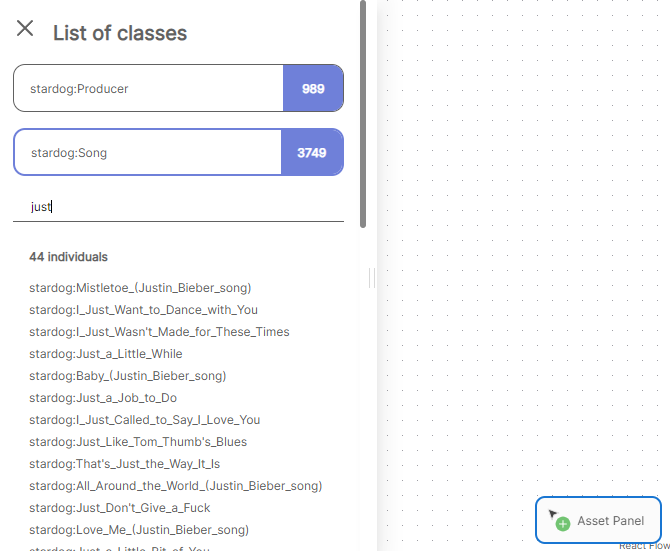 List of classes
stardog:Producer
989
stardog:Song
3749
just
44 individuals
stardog:Mistletoe_(Justin_Bieber_song)
stardog:I_Just_Want_to_Dance_with_You
stardog:I_Just_Wasn't_Made_for_These_Times
stardog:Just_a_Little_While
stardog:Baby_(Justin_Bieber_song)
stardog:Just_a_Job_to_Do
stardog:I_Just_Called_to_Say_I_Love_You
stardog:Just_Like_Tom_Thumb's_Blues
stardog:That's_Just_the_Way_It_Is
stardog:All_Around_the_World_(Justin_Bieber_song)
stardog:Just_Don't_Give_a_Fuck
stardog:Love_Me_(Justin_Bieber_song)
stardog:Just_a_Little_Bit_of_You
Asset Panel
React Flow